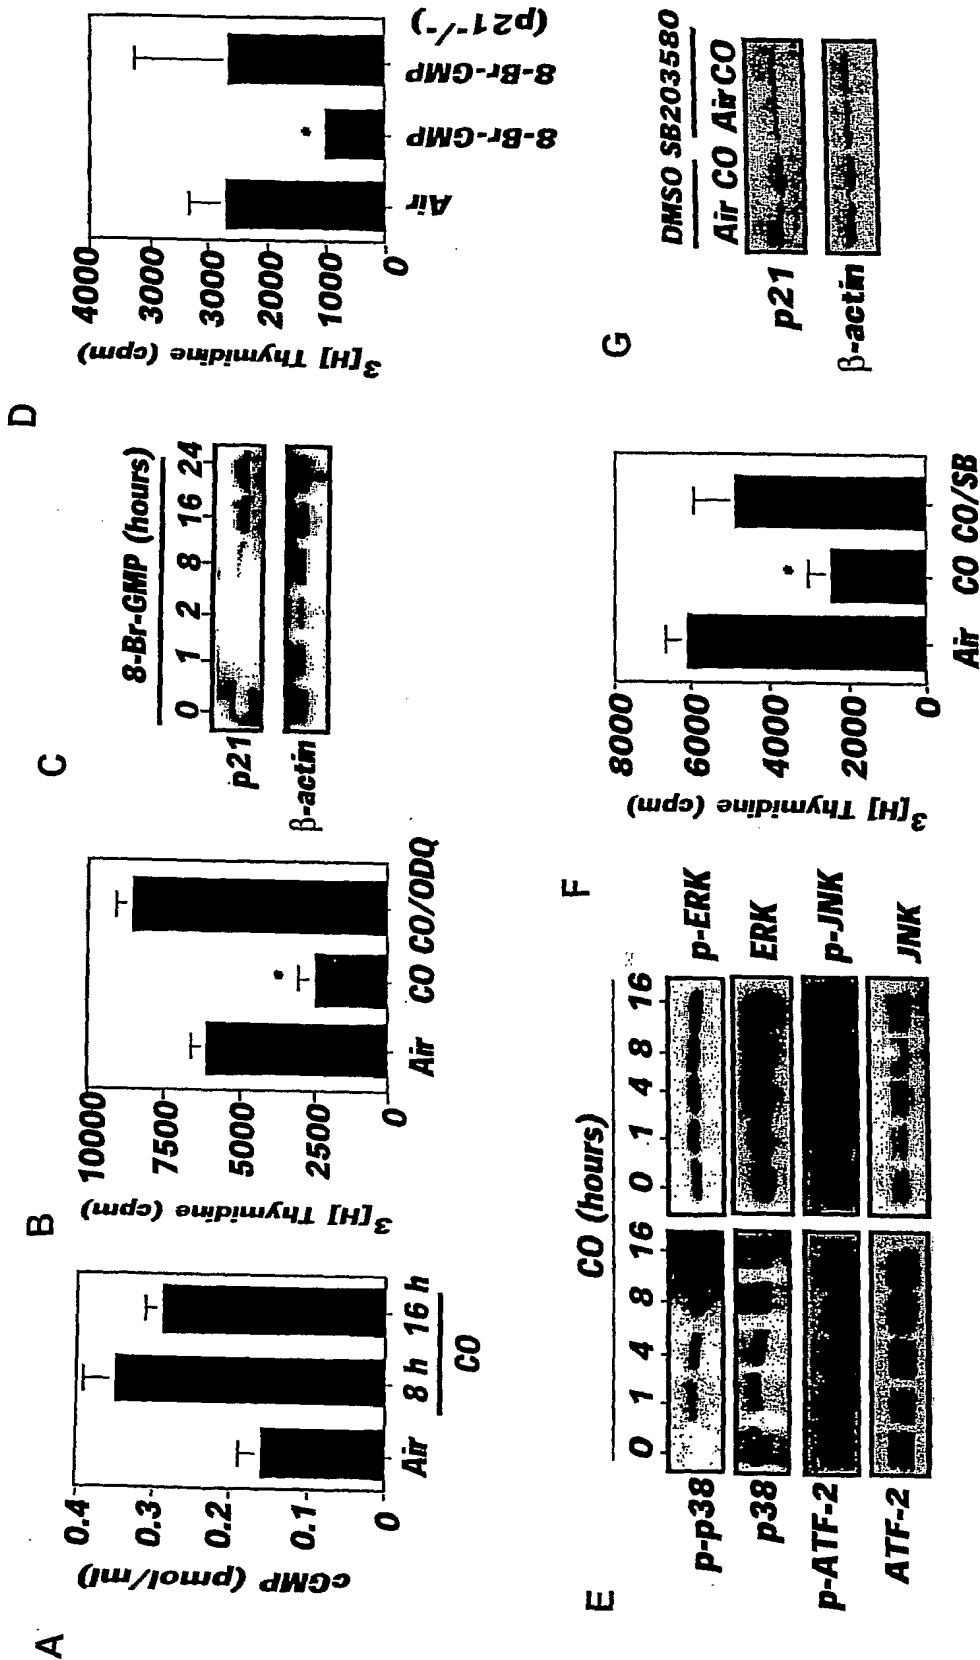 A
cGMP (pmol/ml)
0.4
0.3
0.2
0.1
0
Air
8 h
16 h
CO
B
3[H] Thymidine (cpm)
10000
7500
5000
2500
0
*
Air
CO
CO/ODQ
C
8-Br-GMP (hours)
0 1 2 8 16 24
p21
β-actin
D
3[H] Thymidine (cpm)
4000
3000
2000
1000
0
*
Air
8-Br-GMP
8-Br-GMP
(p21-/-)
E
CO (hours)
0 1 4 8 16
0 1 4 8 16
p-p38
p-ERK
p38
ERK
p-ATF-2
p-JNK
ATF-2
JNK
F
3[H] Thymidine (cpm)
8000
6000
4000
2000
0
*
Air
CO
CO/SB
G
DMSO SB203580
Air CO Air CO
p21
β-actin